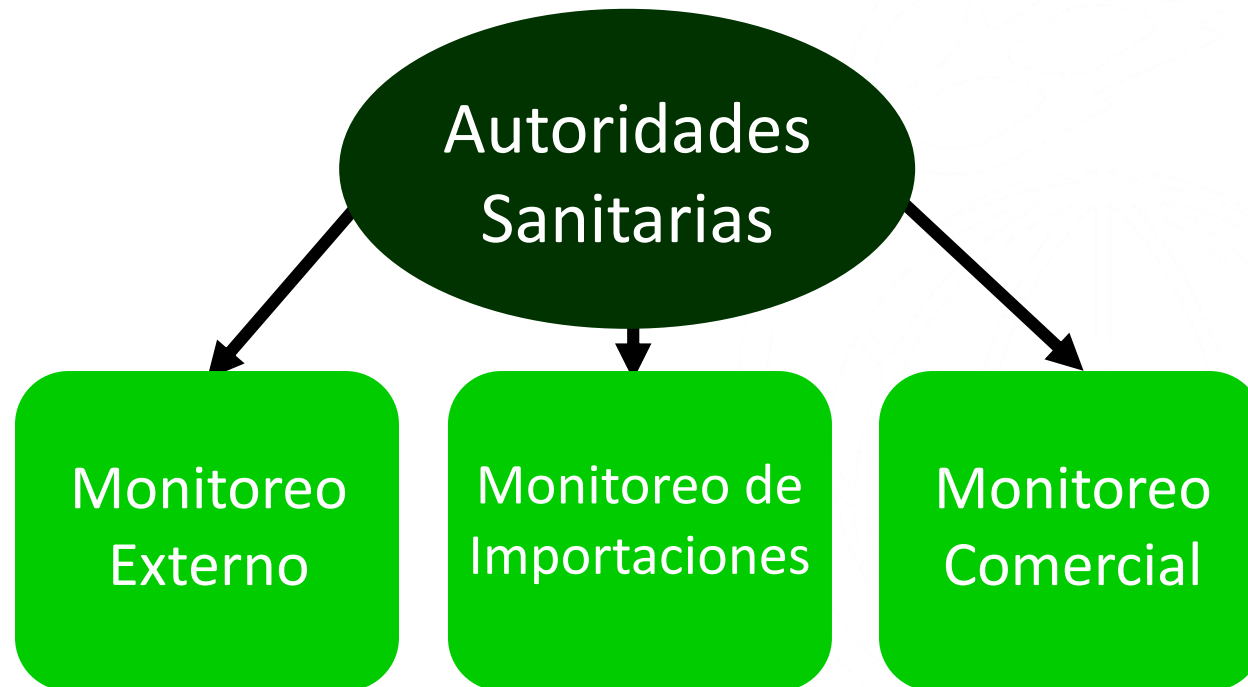 Autoridades
Sanitarias
Monitoreo
Externo
Monitoreo de
Importaciones
Monitoreo
Comercial